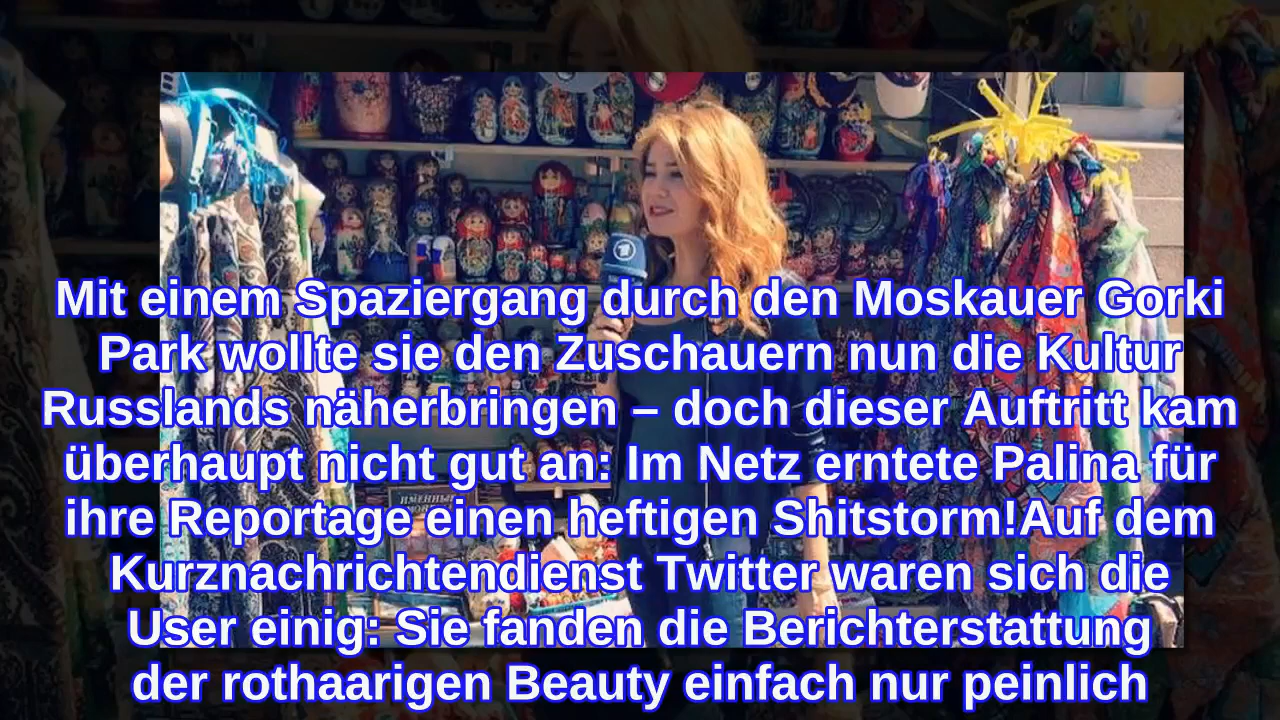 Mit einem Spaziergang durch den Moskauer Gorki
Park wollte sie den Zuschauern nun die Kultur
Russlands näherbringen – doch dieser Auftritt kam
überhaupt nicht gut an: Im Netz erntete Palina für
ihre Reportage einen heftigen Shitstorm!Auf dem
Kurznachrichtendienst Twitter waren sich die
User einig: Sie fanden die Berichterstattung
der rothaarigen Beauty einfach nur peinlich